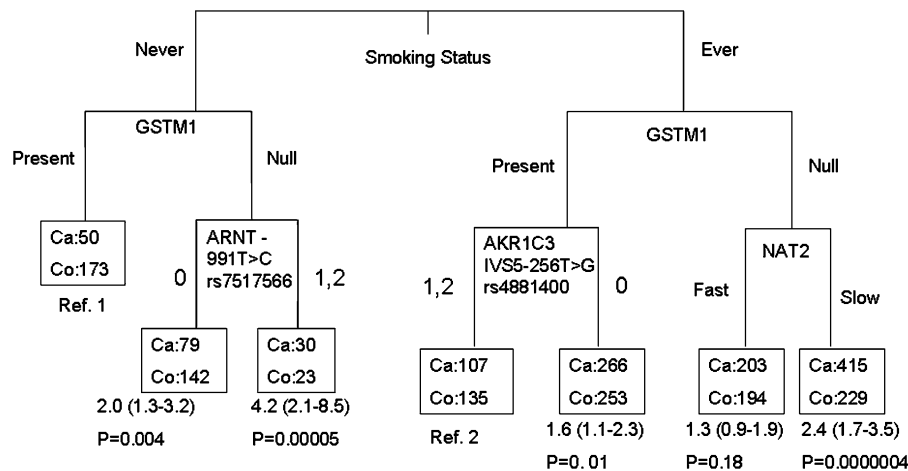 Never
Smoking Status
Ever
GSTM1
Present
Null
GSTM1
Present
Null
Ca:50
Co:173
Ref. 1
0
ARNT -
991T>C
rs7517566
1,2
1,2
AKR1C3
IVS5-256T>G
rs4881400
0
NAT2
Fast
Slow
Ca:79
Co:142
2.0 (1.3-3.2)
P=0.004
Ca:30
Co:23
4.2 (2.1-8.5)
P=0.00005
Ca:107
Co:135
Ref. 2
Ca:266
Co:253
1.6 (1.1-2.3)
P=0. 01
Ca:203
Co:194
1.3 (0.9-1.9)
P=0.18
Ca:415
Co:229
2.4 (1.7-3.5)
P=0.0000004